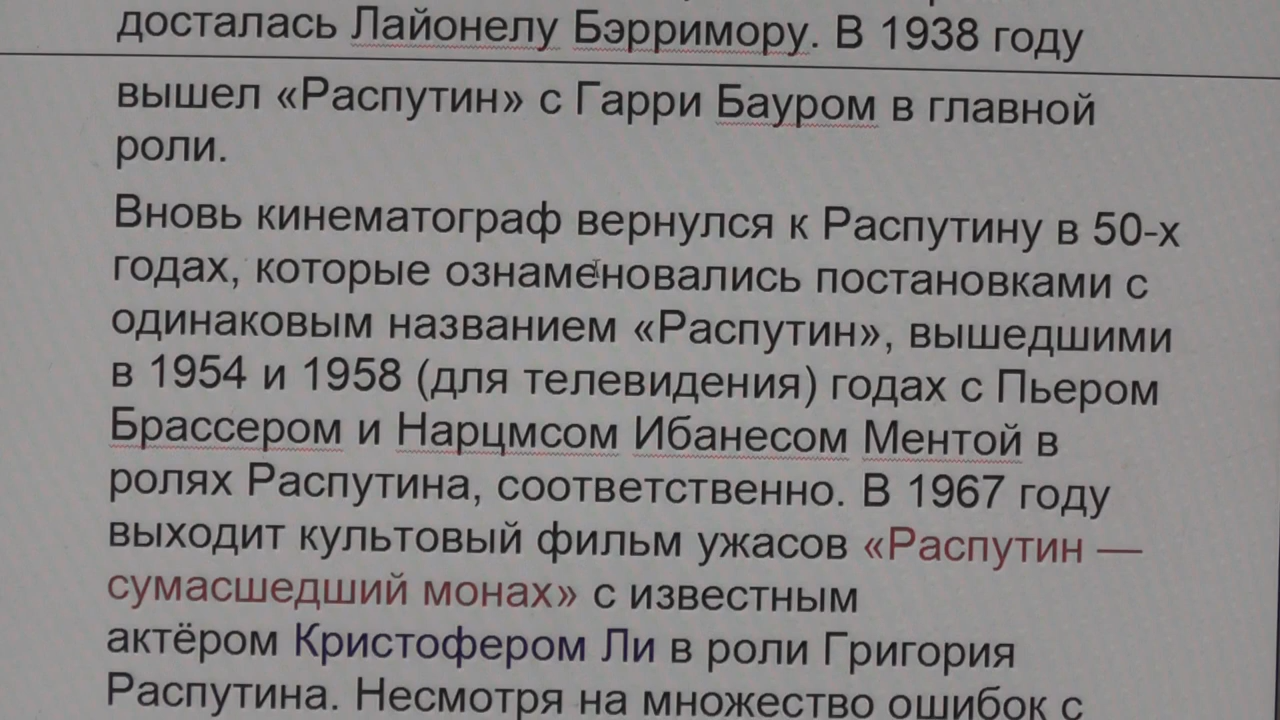 досталась Лайонелу Бэрримору. В 1938 году
вышел «Распутин» с Гарри Бауром в главной
роли.
Вновь кинематограф вернулся к Распутину в 50-х
годах, которые ознаменовались постановками с
одинаковым названием «Распутин», вышедшими
в 1954 и 1958 (для телевидения) годах с Пьером
Брассером и Нарцмсом Ибанесом Ментой в
ролях Распутина, соответственно. В 1967 году
выходит культовый фильм ужасов «Распутин —
сумасшедший монах» с известным
актёром Кристофером Ли в роли Григория
Распутина. Несмотря на множество ошибок с